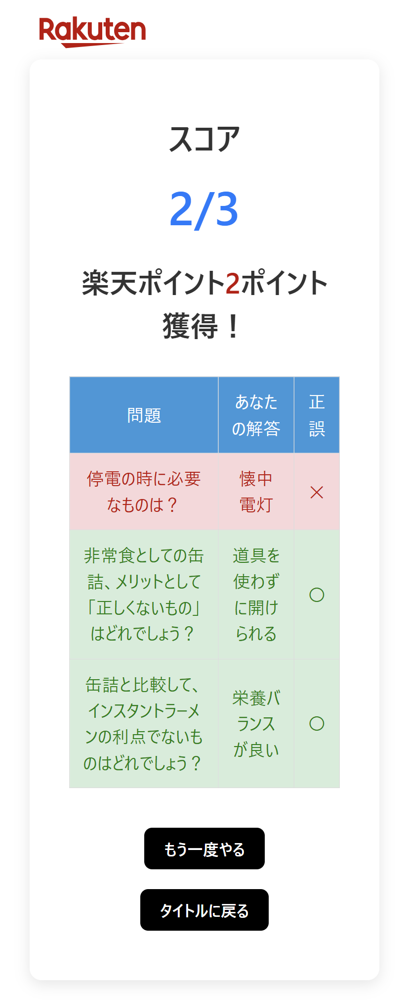 Rakuten
スコア
2/3
楽天ポイント2ポイント
獲得！
問題
あなた
の解答
正
誤
停電の時に必要
なものは？
懐中
電灯
×
非常食としての缶
詰、メリットとして
「正しくないもの」
はどれでしょう？
道具を
使わず
に開け
られる
○
缶詰と比較して、
インスタントラーメ
ンの利点でないも
のはどれでしょう？
栄養バ
ランス
が良い
○
もう一度やる
タイトルに戻る